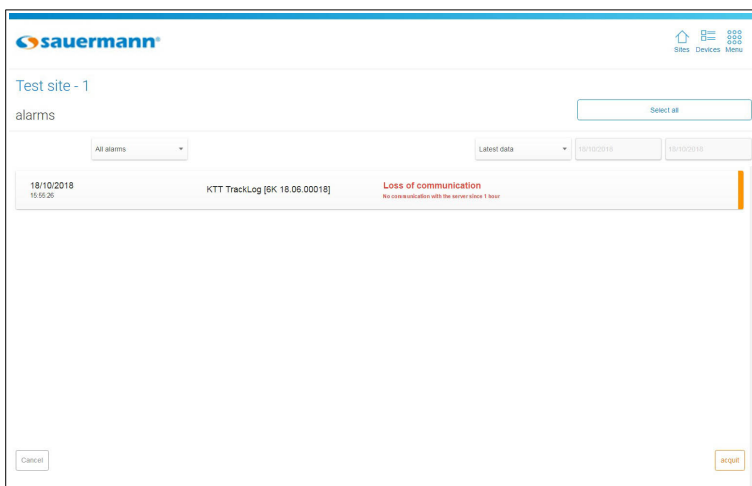 sauermann®
Sites Devices Menu
Test site - 1
alarms
Select all
All alarms
Latest data
18/10/2018
18/10/2018
18/10/2018
15:55:26
KTT TrackLog [6K 18.06.00018]
Loss of communication
No communication with the server since 1 hour
Cancel
acquit